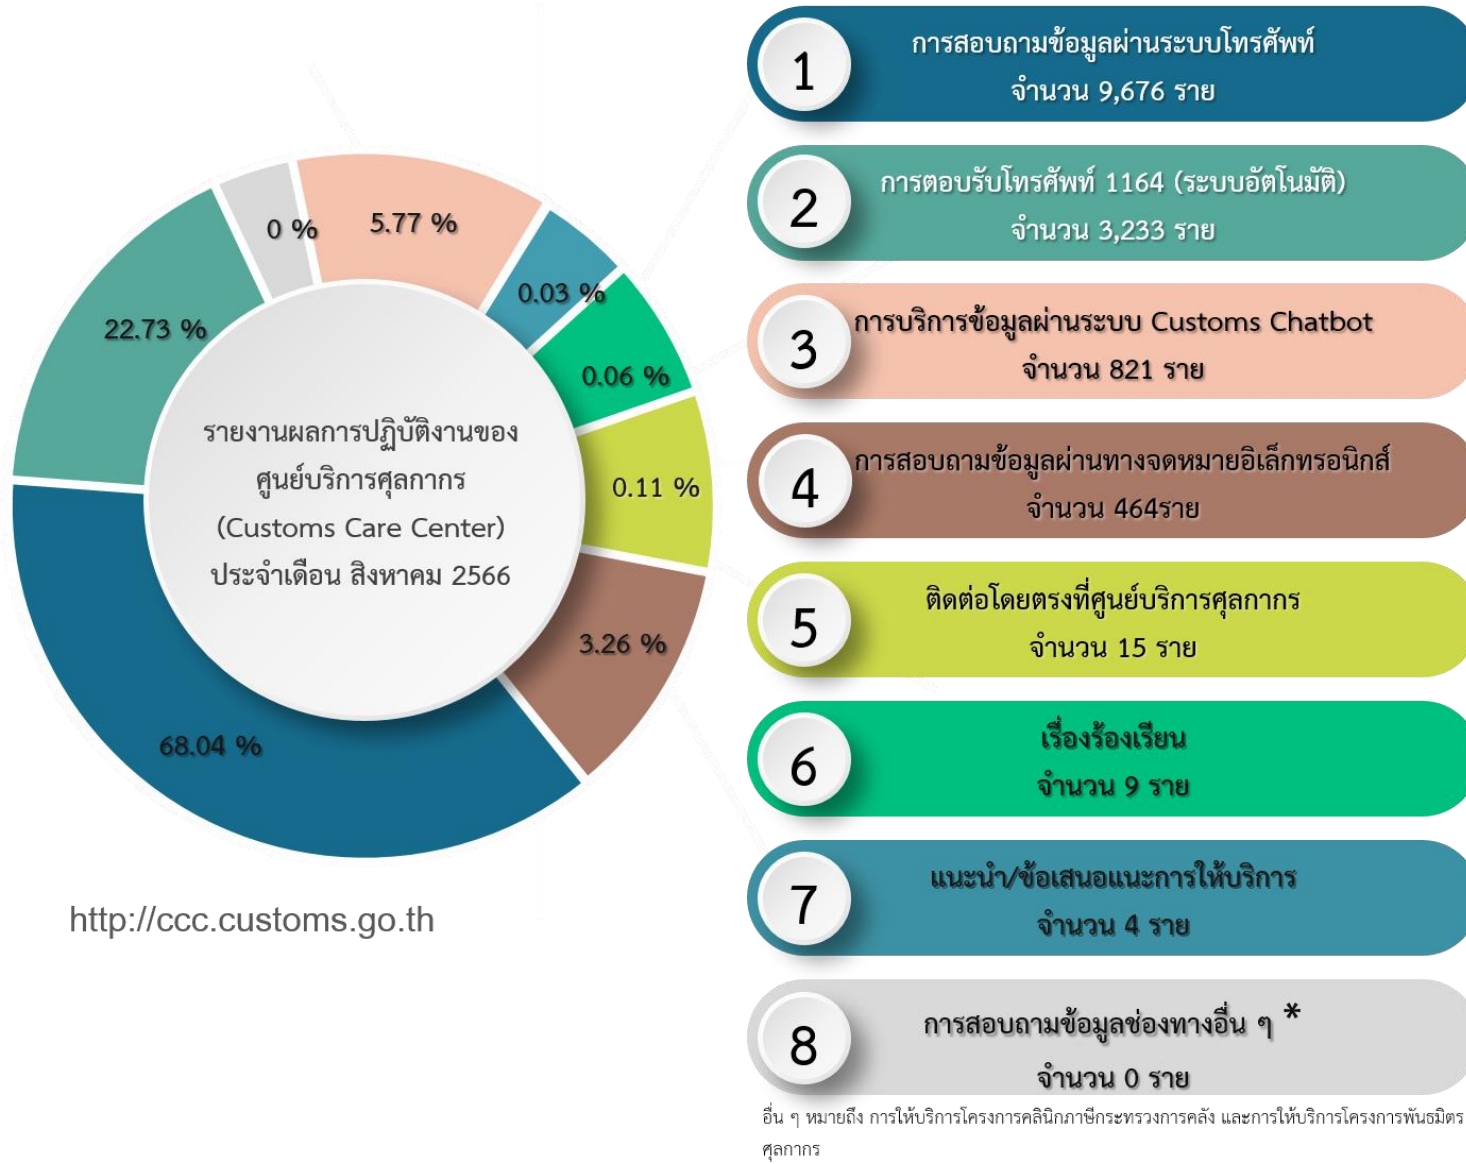 0 %
5.77 %
0.03 %
22.73 %
0.06 %
0.11 %
3.26 %
68.04 %
รายงานผลการปฏิบัติงานของ
ศูนย์บริการศุลกากร
(Customs Care Center)
ประจำเดือน สิงหาคม 2566
http://ccc.customs.go.th
1
การสอบถามข้อมูลผ่านระบบโทรศัพท์
จำนวน 9,676 ราย
2
การตอบรับโทรศัพท์ 1164 (ระบบอัตโนมัติ)
จำนวน 3,233 ราย
3
การบริการข้อมูลผ่านระบบ Customs Chatbot
จำนวน 821 ราย
4
การสอบถามข้อมูลผ่านทางจดหมายอิเล็กทรอนิกส์
จำนวน 464ราย
5
ติดต่อโดยตรงที่ศูนย์บริการศุลกากร
จำนวน 15 ราย
6
เรื่องร้องเรียน
จำนวน 9 ราย
7
แนะนำ/ข้อเสนอแนะการให้บริการ
จำนวน 4 ราย
8
การสอบถามข้อมูลช่องทางอื่น ๆ *
จำนวน 0 ราย
อื่น ๆ หมายถึง การให้บริการโครงการคลินิกภาษีกระทรวงการคลัง และการให้บริการโครงการพันธมิตร
ศุลกากร